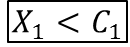 X₁ < C₁